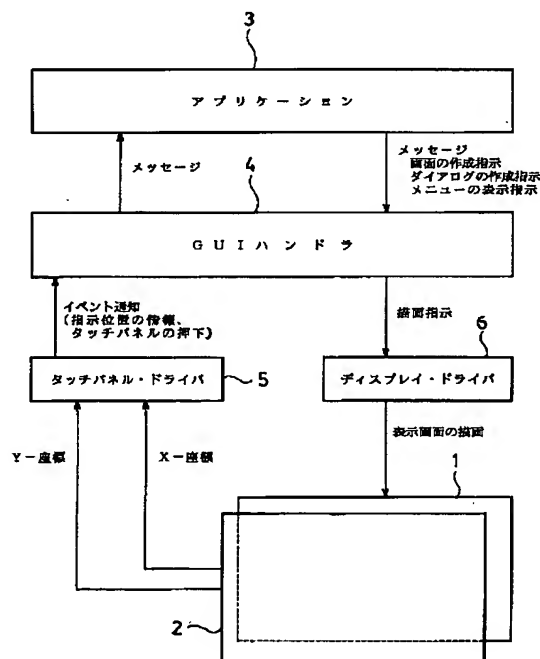 3
アプリケーション
メッセージ
メッセージ
画面の作成指示
ダイアログの作成指示
メニューの表示指示
4
GUIハンドラ
イベント通知
(指示位置の情報、
タッチパネルの押下)
描画指示
6
タッチパネル・ドライバ
5
ディスプレイ・ドライバ
Y－座標
X－座標
表示画面の描画
1
2